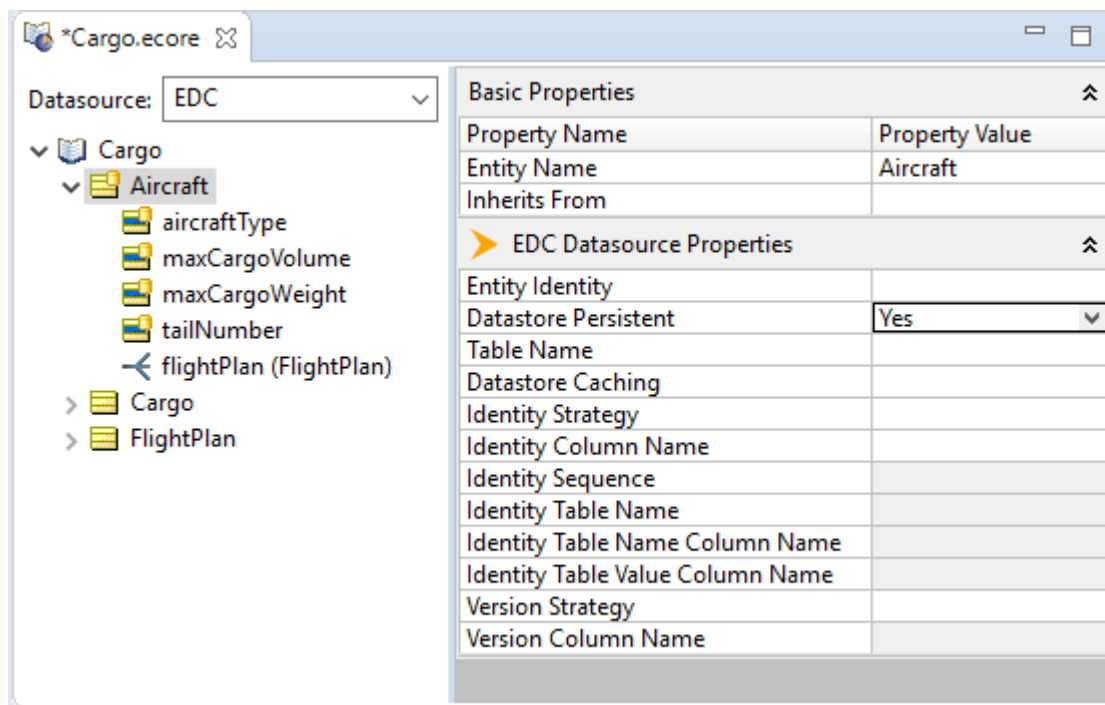 *Cargo.ecore
Datasource: EDC
Cargo
Aircraft
aircraftType
maxCargoVolume
maxCargoWeight
tailNumber
flightPlan (FlightPlan)
Cargo
FlightPlan
Basic Properties
Property Name Property Value
Entity Name Aircraft
Inherits From
EDC Datasource Properties
Entity Identity
Datastore Persistent Yes
Table Name
Datastore Caching
Identity Strategy
Identity Column Name
Identity Sequence
Identity Table Name
Identity Table Name Column Name
Identity Table Value Column Name
Version Strategy
Version Column Name